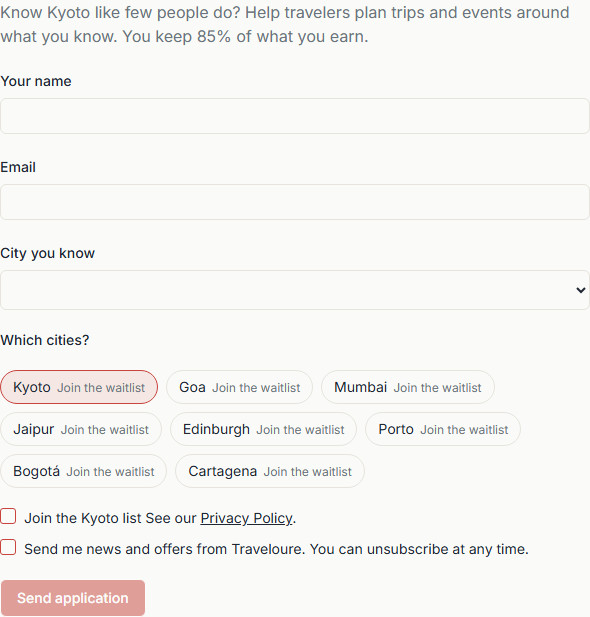 Know Kyoto like few people do? Help travelers plan trips and events around
what you know. You keep 85% of what you earn.
Your name
Email
City you know
Which cities?
Kyoto Join the waitlist Goa Join the waitlist Mumbai Join the waitlist
Jaipur Join the waitlist Edinburgh Join the waitlist Porto Join the waitlist
Bogotá Join the waitlist Cartagena Join the waitlist
Join the Kyoto list See our Privacy Policy.
Send me news and offers from Traveloure. You can unsubscribe at any time.
Send application